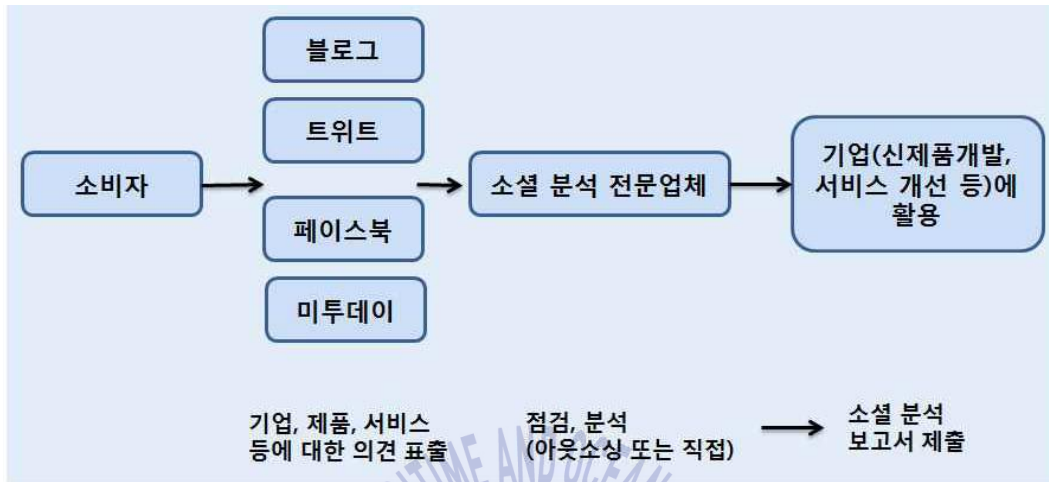 블로그
트위트
소비자
페이스북
미투데이
소셜 분석 전문업체
기업(신제품개발,
서비스 개선 등)에
활용
기업, 제품, 서비스
등에 대한 의견 표출
점검, 분석
(아웃소싱 또는 직접)
소셜 분석
보고서 제출
TIME AND OCEAN